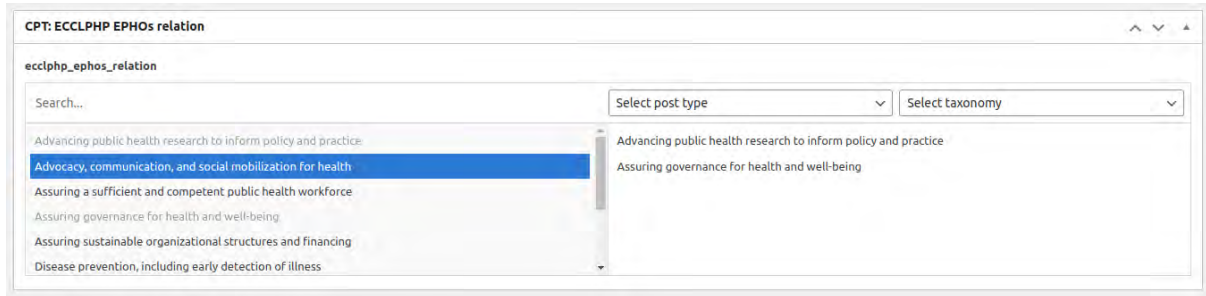 CPT: ECCLPHP EPHOs relation
ecclphp_ephos_relation
Search...
Select post type
Select taxonomy
Advancing public health research to inform policy and practice
Advocacy, communication, and social mobilization for health
Assuring a sufficient and competent public health workforce
Assuring governance for health and well-being
Assuring sustainable organizational structures and financing
Disease prevention, including early detection of illness
Advancing public health research to inform policy and practice
Assuring governance for health and well-being